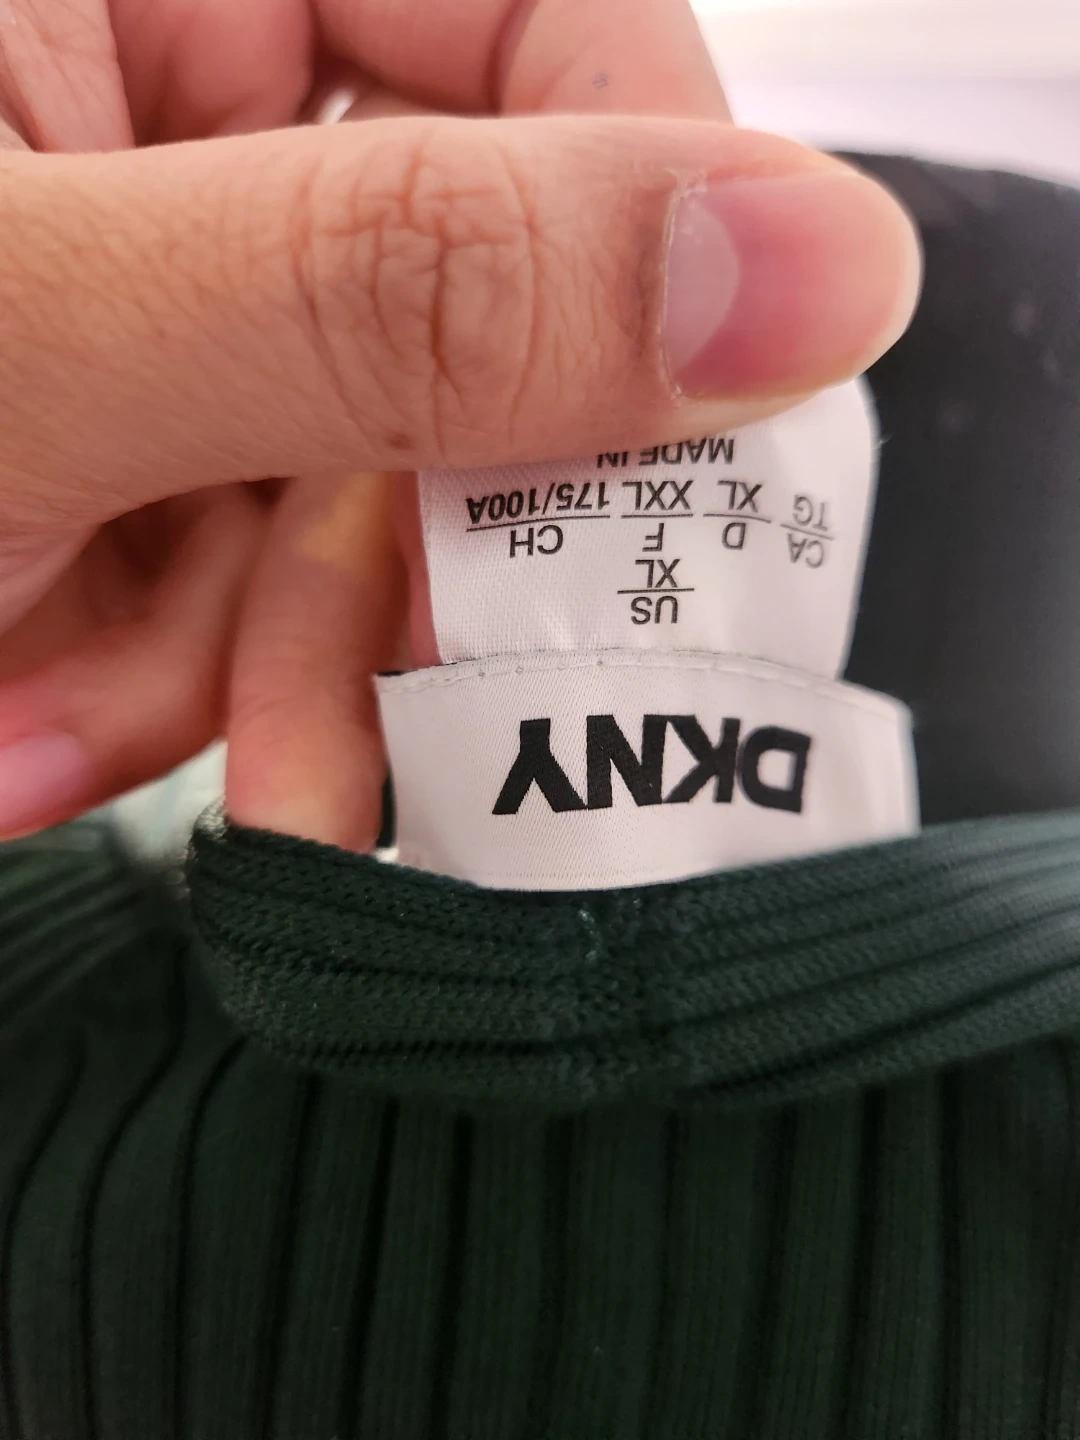 DKNY
US
XL
CA D F CH
TG XL XXL 175/100A
MADE IN